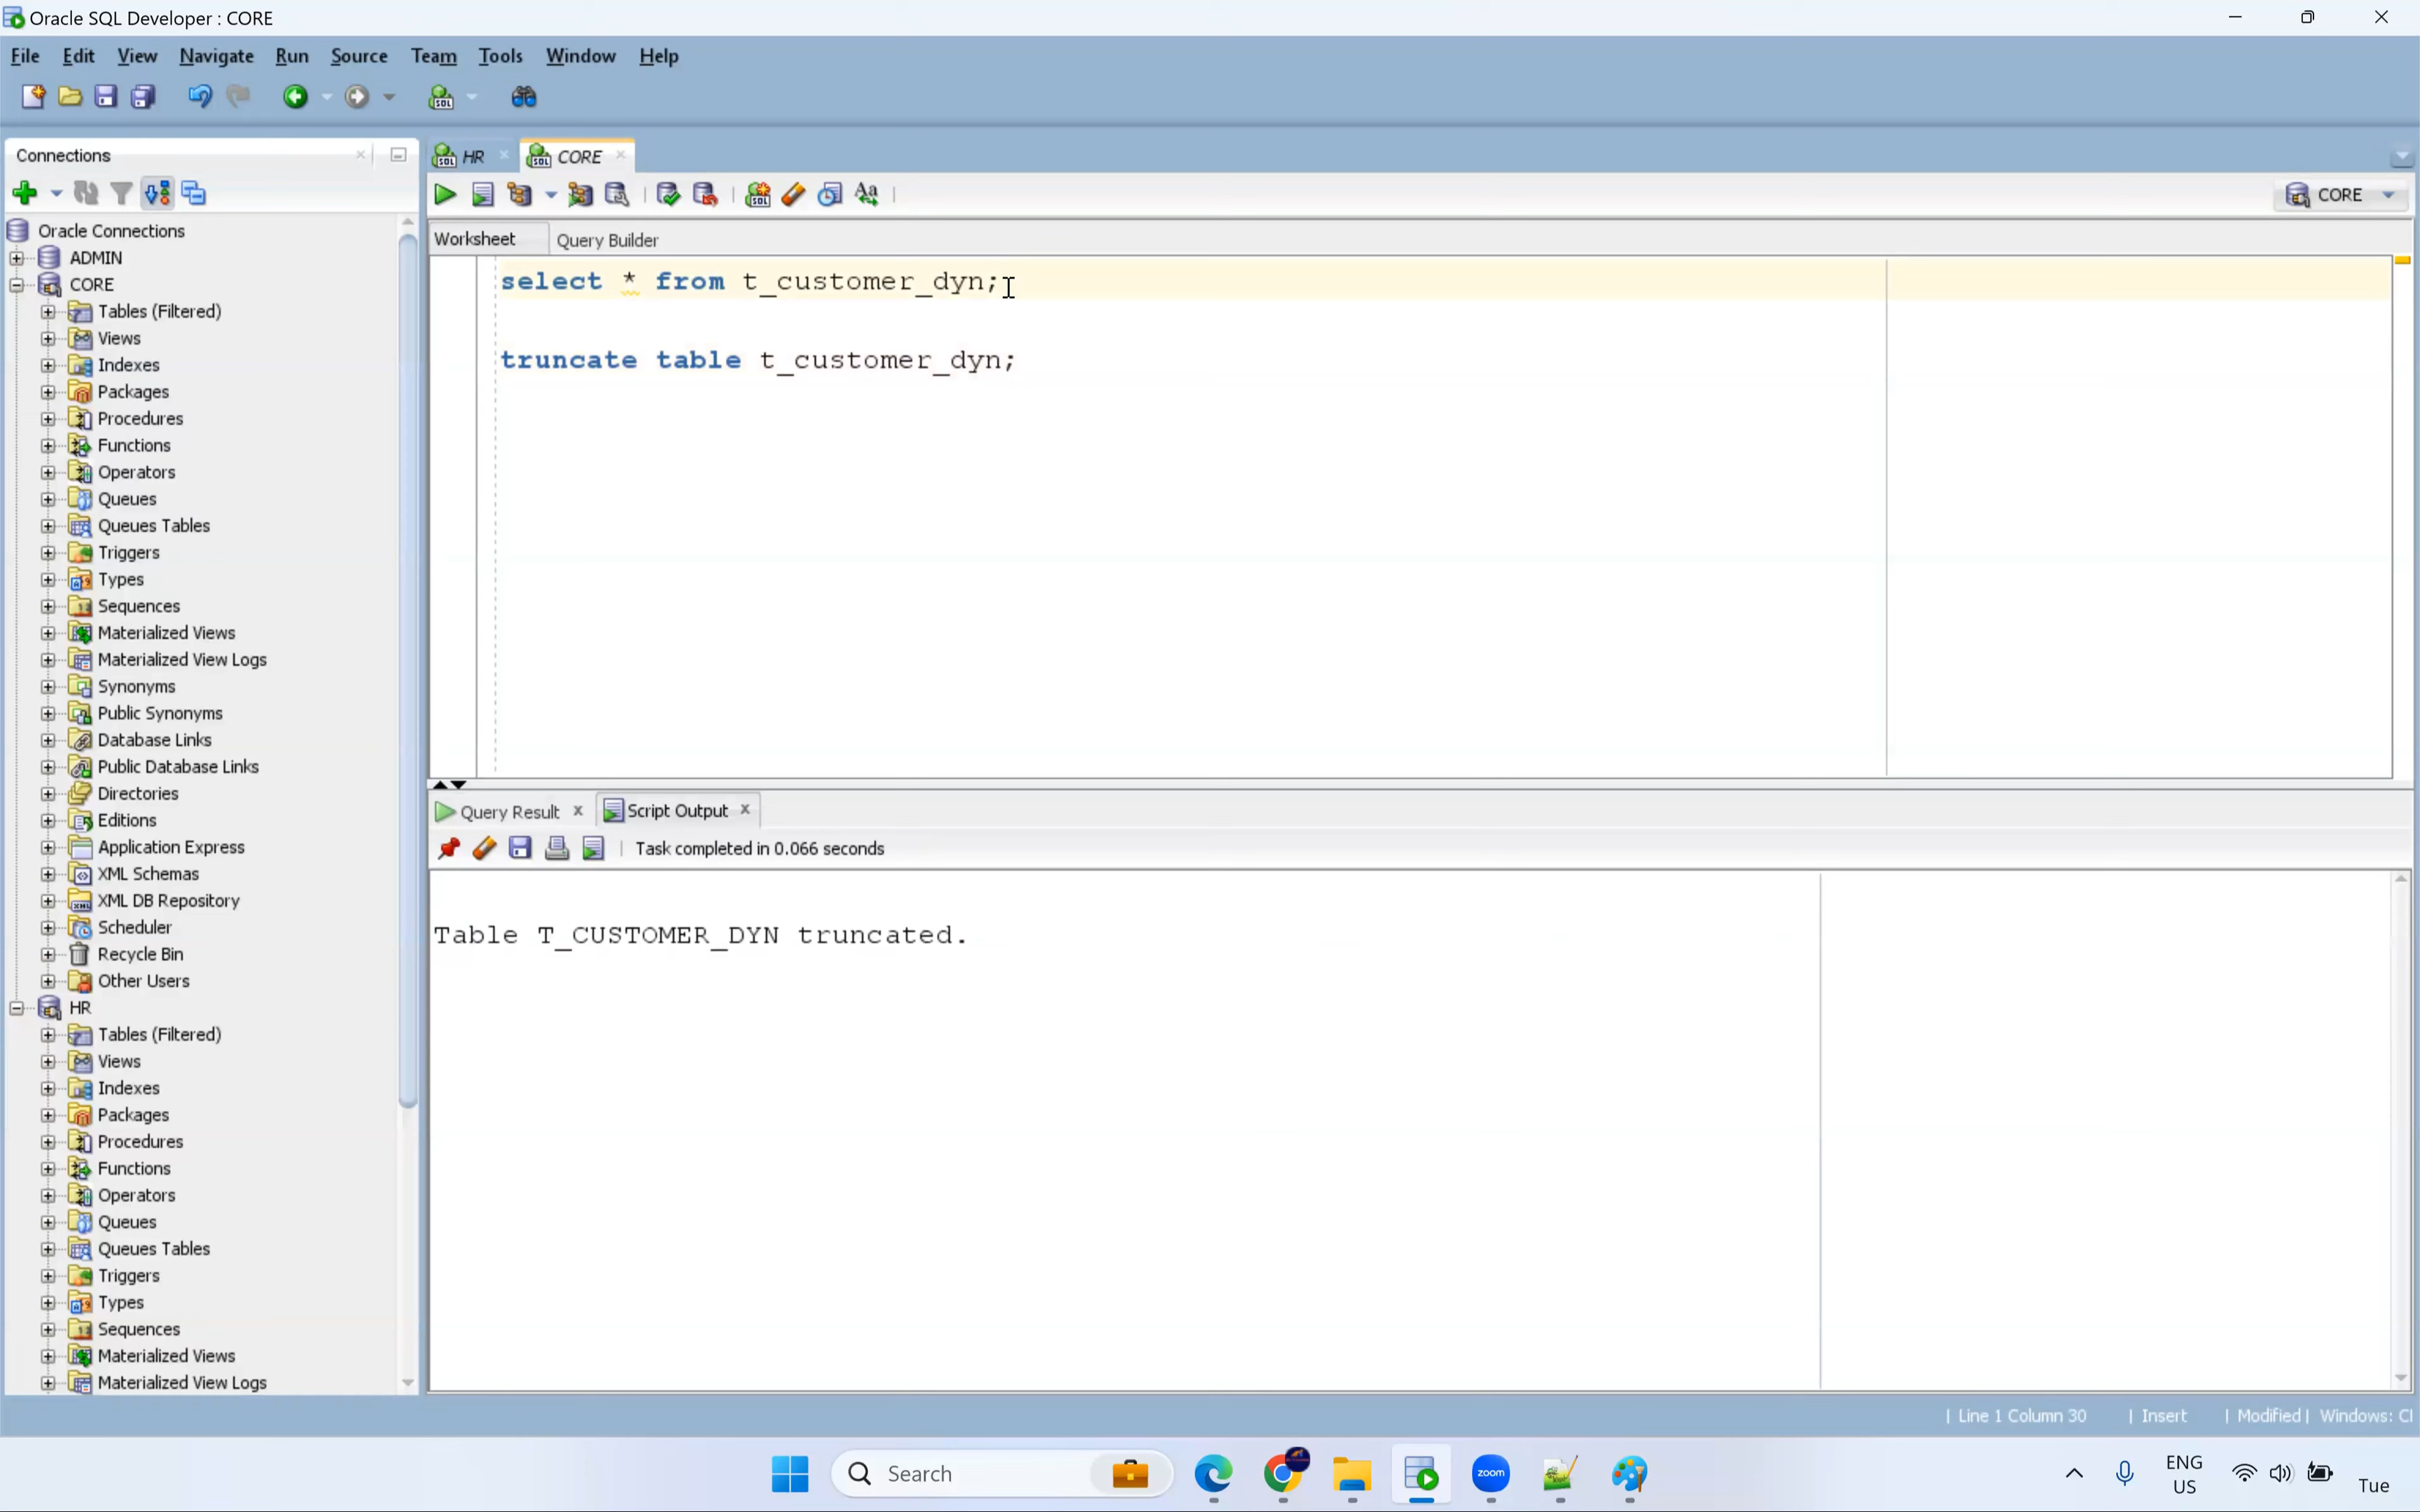 Oracle SQL Developer : CORE
File Edit View Navigate Run Source Team Tools Window Help
Connections
HR
CORE
CORE
Oracle Connections
Worksheet
Query Builder
ADMIN
CORE
Tables (Filtered)
Views
Indexes
Packages
Procedures
Functions
Operators
Queues
Queues Tables
Triggers
Types
Sequences
Materialized Views
Materialized View Logs
Synonyms
Public Synonyms
Database Links
Public Database Links
Directories
Editions
Application Express
XML Schemas
XML DB Repository
Scheduler
Recycle Bin
Other Users
HR
Tables (Filtered)
Views
Indexes
Packages
Procedures
Functions
Operators
Queues
Queues Tables
Triggers
Types
Sequences
Materialized Views
Materialized View Logs
select * from t_customer_dyn;
truncate table t_customer_dyn;
Query Result
Script Output
Task completed in 0.066 seconds
Table T_CUSTOMER_DYN truncated.
Line 1 Column 30 | Insert | Modified | Windows: Cl
Search
zoom
ENG
US
Tue